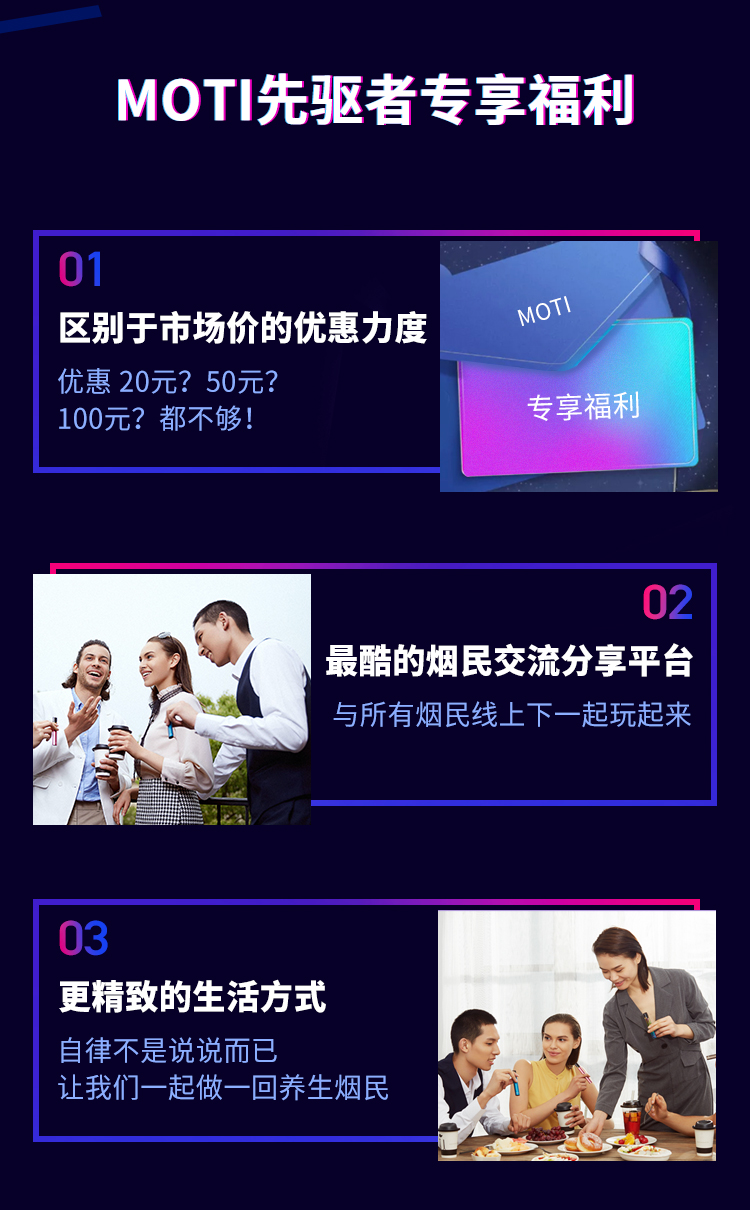 MOTI先驱者专享福利
01
区别于市场价的优惠力度
优惠 20元？50元？
100元？都不够！
MOTI
专享福利
02
最酷的烟民交流分享平台
与所有烟民线上下一起玩起来
03
更精致的生活方式
自律不是说说而已
让我们一起做一回养生烟民